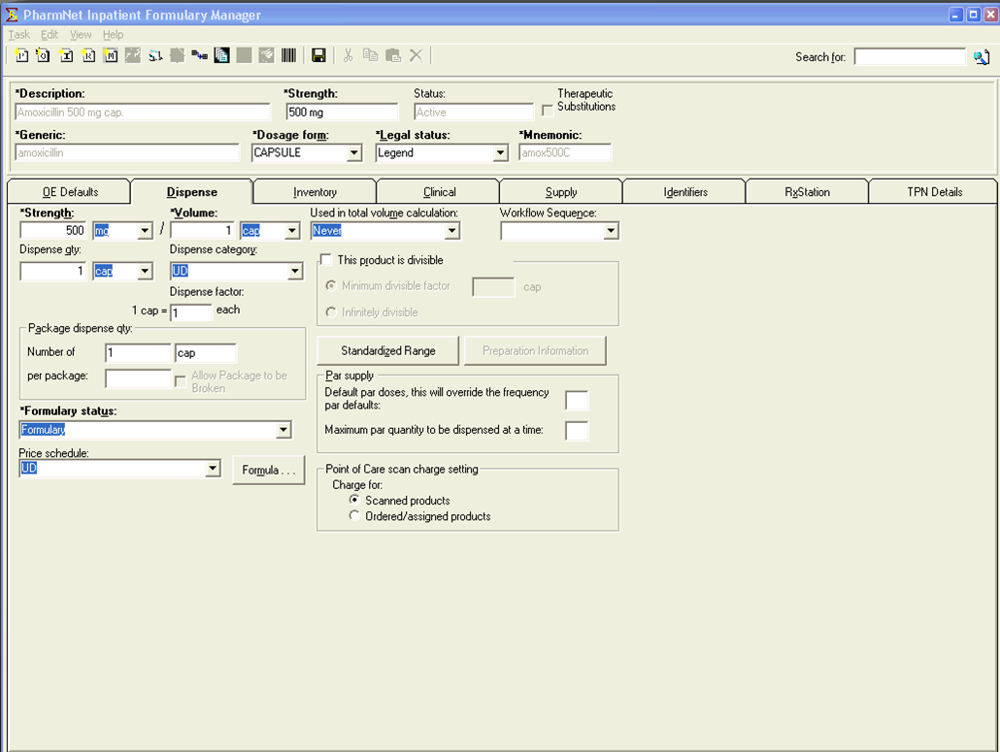 PharmNet Inpatient Formulary Manager
Task Edit View Help
Search for:
*Description: *Strength: Status: Therapeutic Substitutions
Amoxicillin 500 mg cap. 500 mg Active
*Generic: *Dosage form: *Legal status: *Mnemonic:
amoxicillin CAPSULE Legend amox500C
OE Defaults Dispense Inventory Clinical Supply Identifiers RxStation TPN Details
*Strength: *Volume: Used in total volume calculation: Workflow Sequence:
500 mg / 1 cap Never
Dispense qty: Dispense category: This product is divisible
1 cap UD
Minimum divisible factor cap
Dispense factor:
1 cap = 1 each
Infinitely divisible
Package dispense qty:
Number of 1 cap
Standardized Range Preparation Information
per package: Allow Package to be
Broken
Par supply
Default par doses, this will override the frequency
par defaults:
*Formulary status:
Formulary
Maximum par quantity to be dispensed at a time:
Price schedule:
UD Formula . . .
Point of Care scan charge setting
Charge for:
Scanned products
Ordered/assigned products